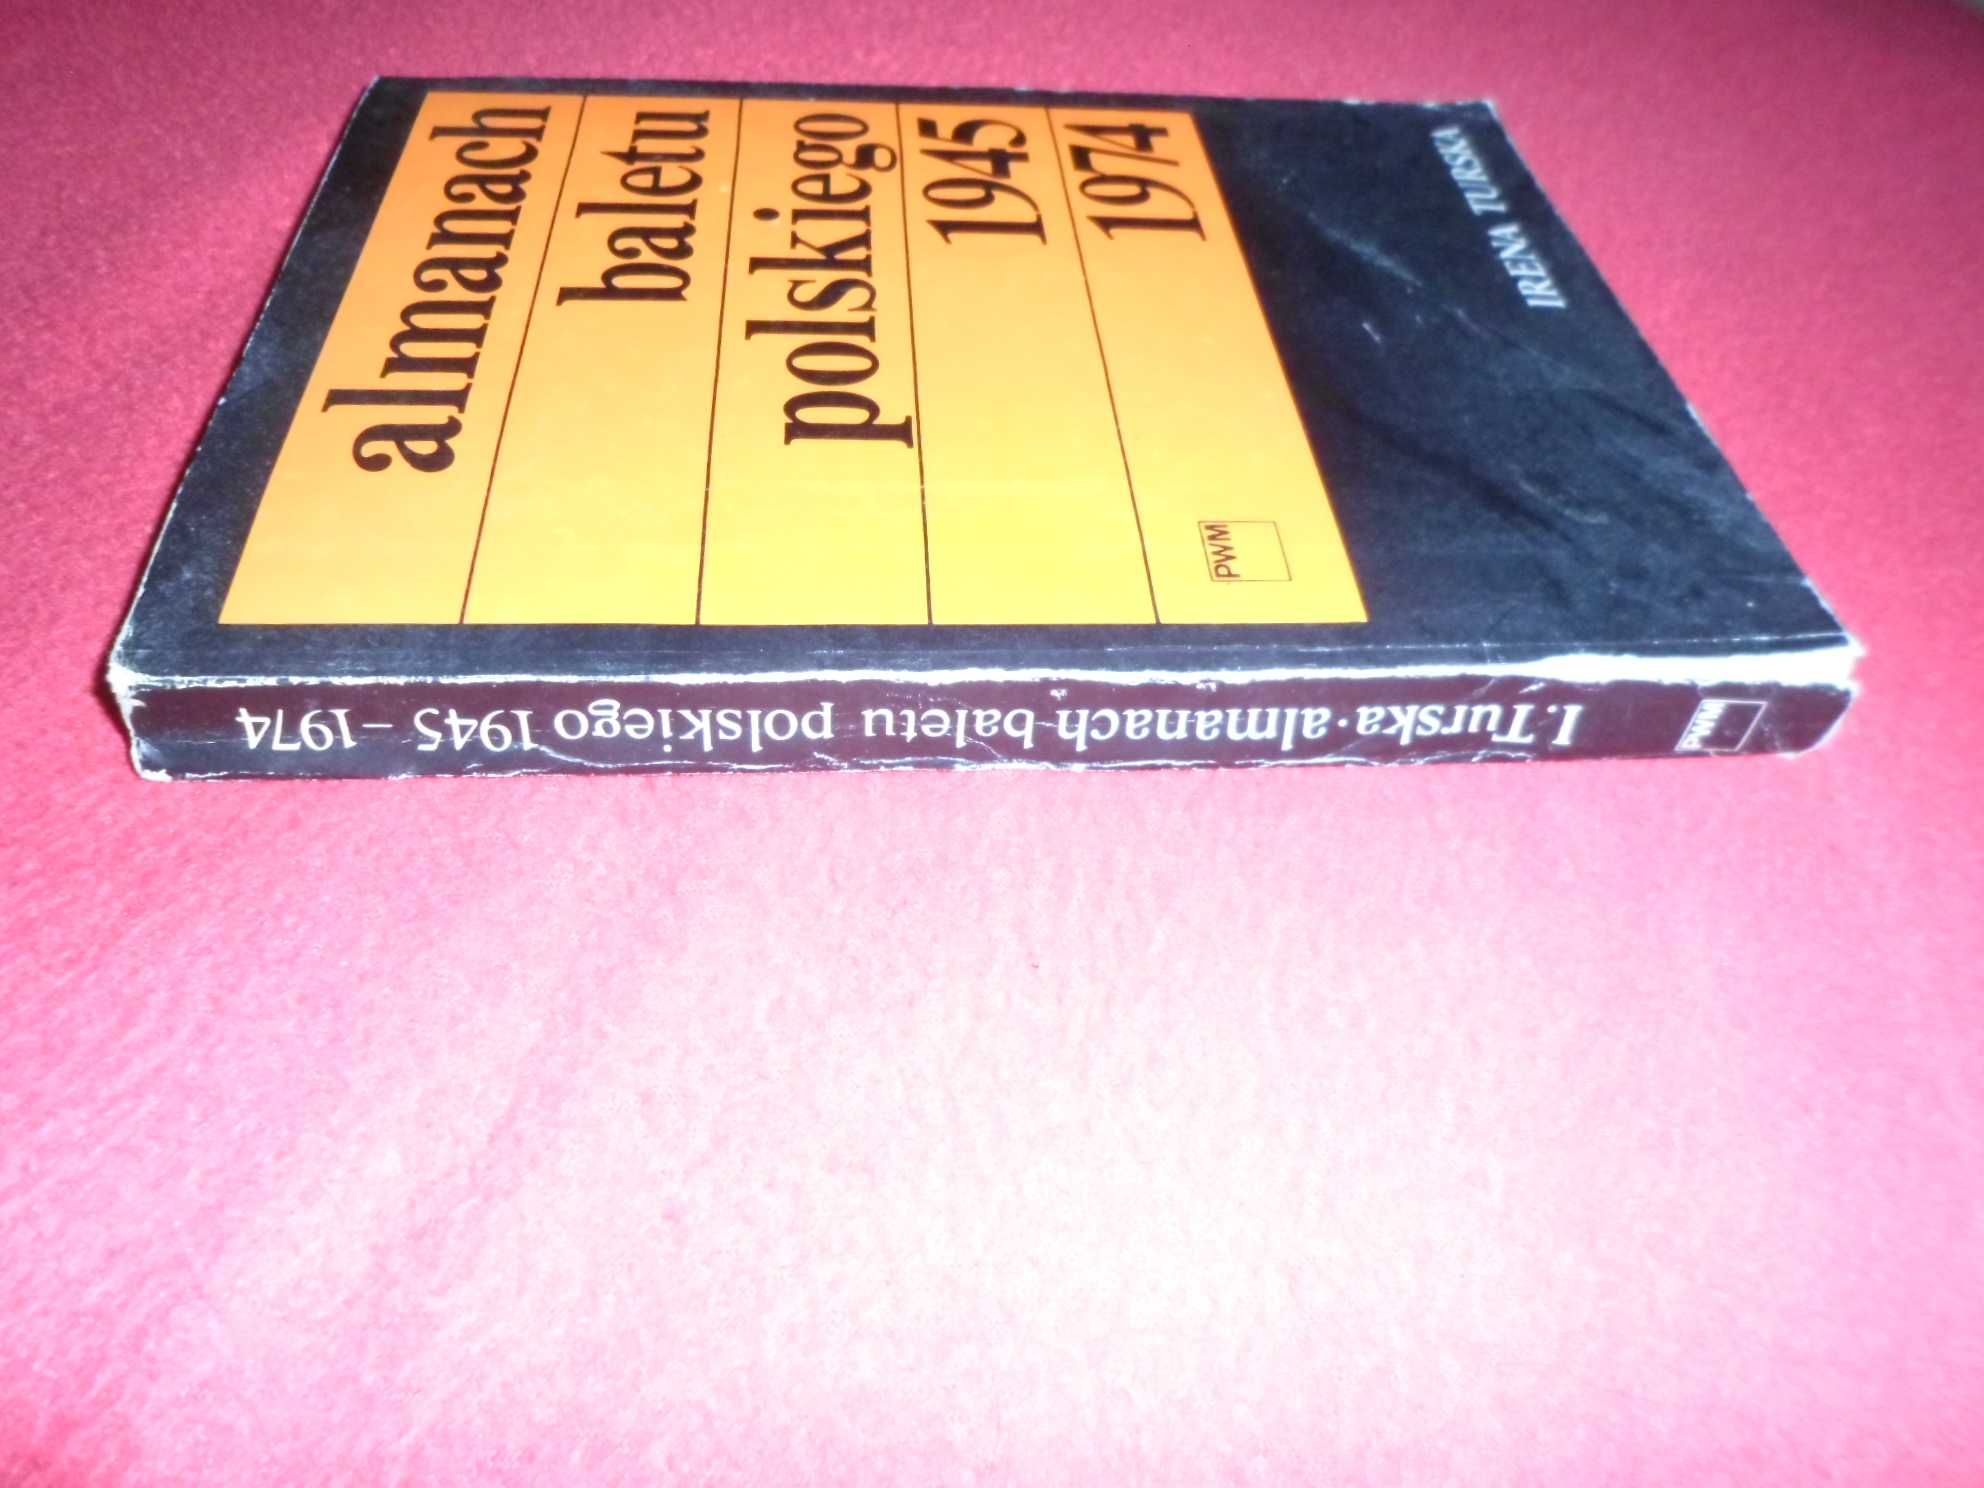 almanach
baletu
polskiego
1945
1974
PWM
IRENA TURSKA
I. Turska · almanach baletu polskiego 1945 – 1974
PWM